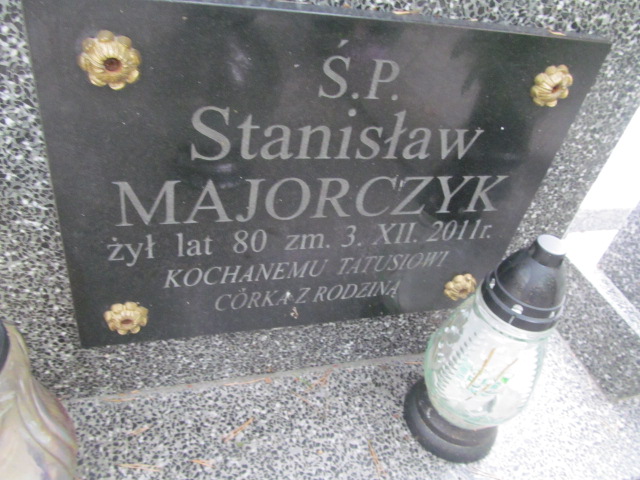 Ś.P.
Stanisław
MAJORCZYK
żył lat 80 zm. 3. XII. 2011r.
KOCHANEMU TATUSIOWI
CÓRKA Z RODZINĄ